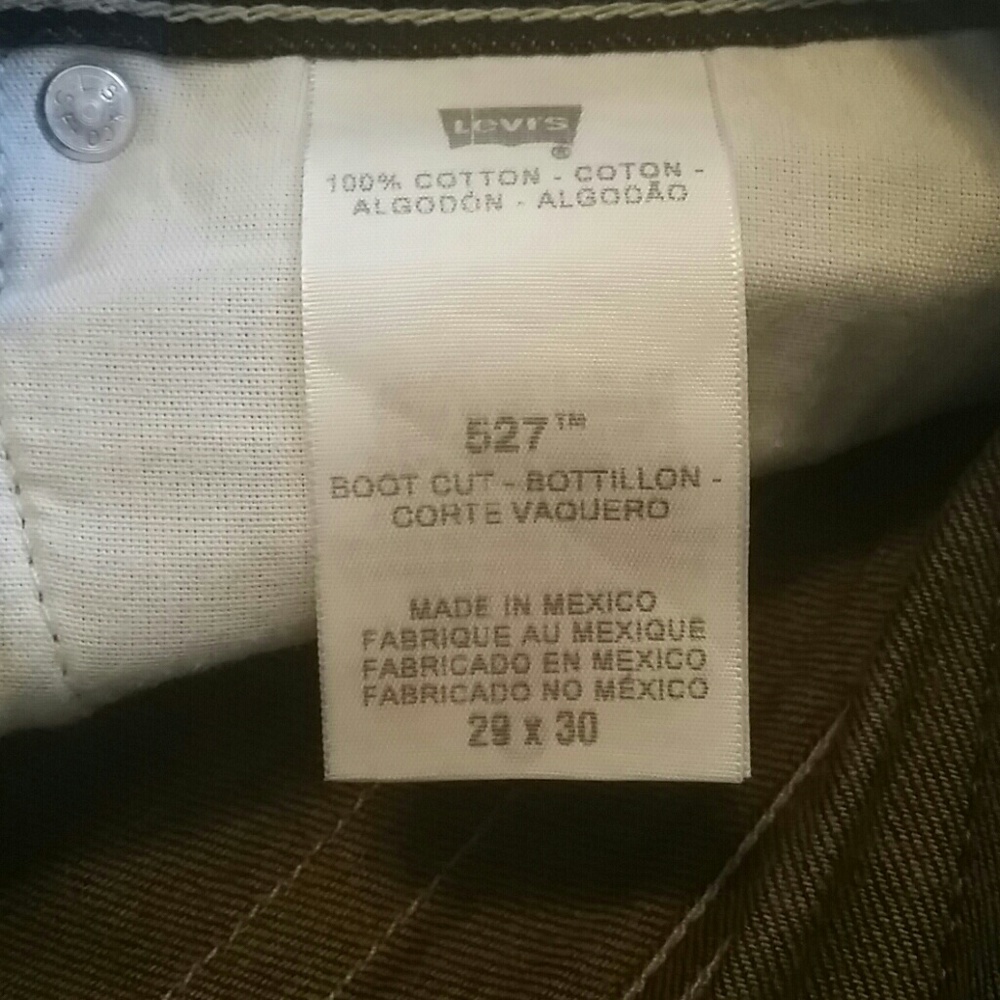 LEVI'S
®
100% COTTON - COTON -
ALGODÓN - ALGODÃO
527™
BOOT CUT - BOTTILLON -
CORTE VAQUERO
MADE IN MEXICO
FABRIQUE AU MEXIQUE
FABRICADO EN MEXICO
FABRICADO NO MÉXICO
29 x 30